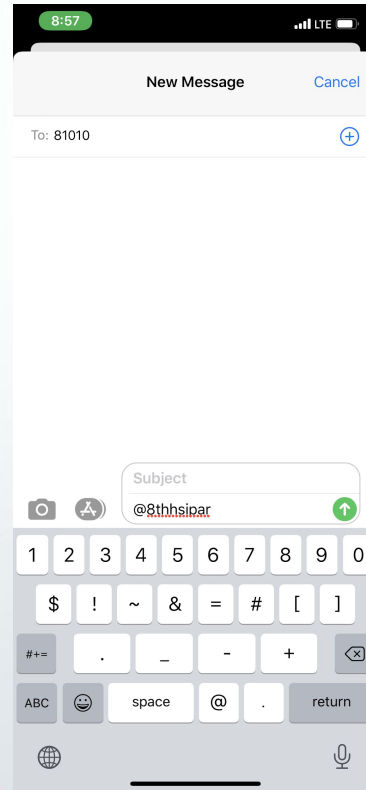 8:57 LTE
New Message Cancel
To: 81010
Subject
@8thhsipar
1 2 3 4 5 6 7 8 9 0
$ ! ~ & = # [ ]
#+= . _ - +
ABC space @ . return